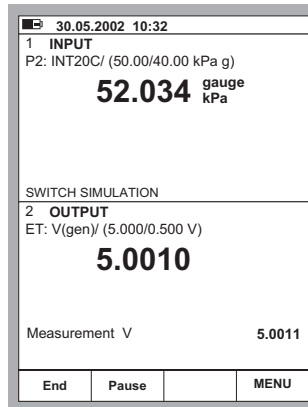 30.05.2002 10:32
1 INPUT
P2: INT20C/ (50.00/40.00 kPa g)
52.034 gauge kPa
SWITCH SIMULATION
2 OUTPUT
ET: V(gen)/ (5.000/0.500 V)
5.0010
Measurement V 5.0011
End Pause MENU